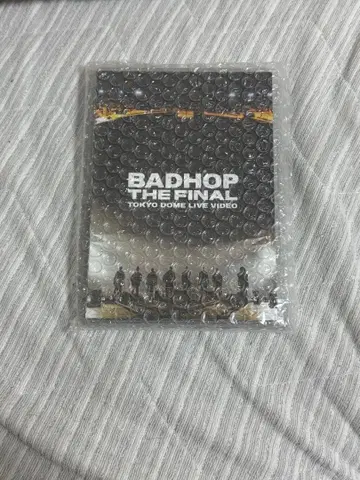 BADHOP
THE FINAL
TOKYO DOME LIVE VIDEO